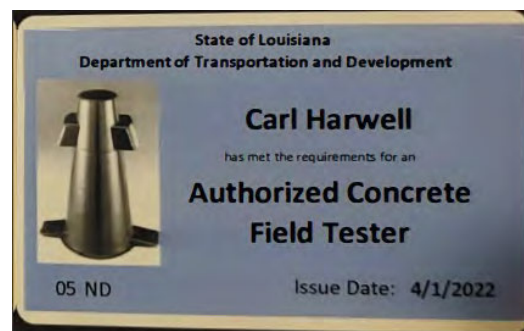 State of Louisiana
Department of Transportation and Development
Carl Harwell
has met the requirements for an
Authorized Concrete
Field Tester
05 ND
Issue Date: 4/1/2022